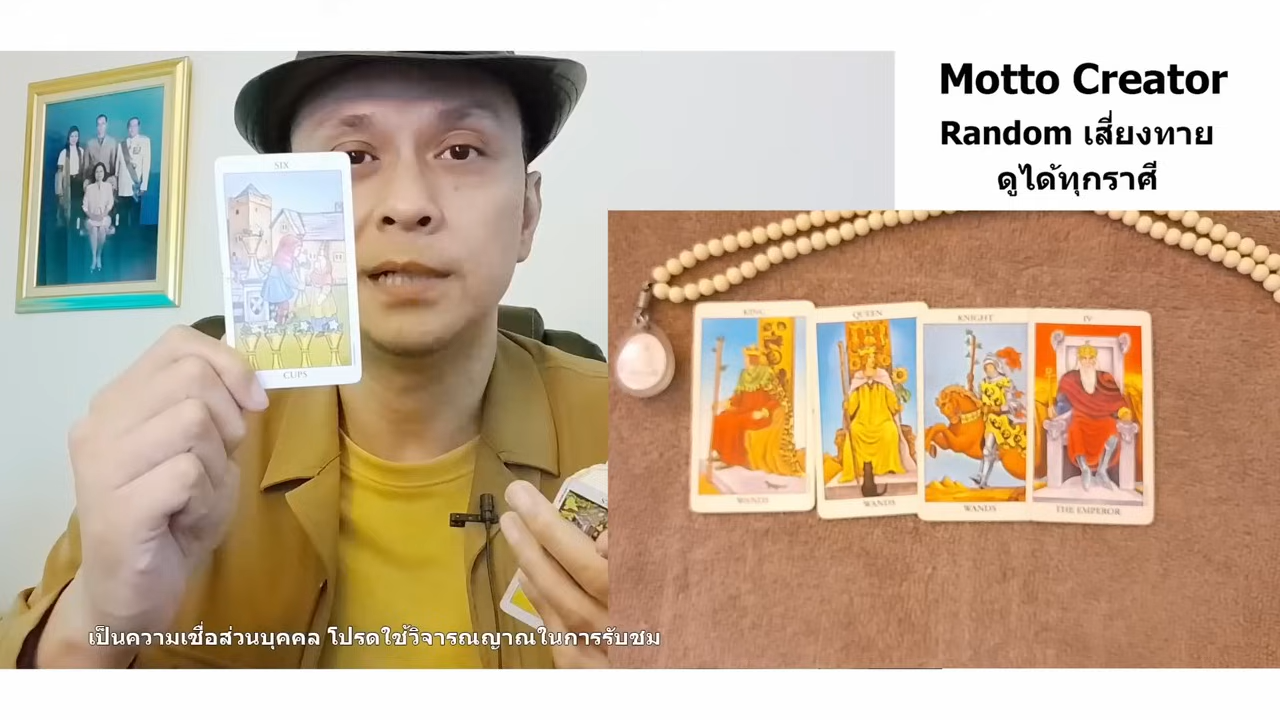 Motto Creator
Random เสี่ยงทาย
ดูได้ทุกราศี
SIX
CUPS
KING
WANDS
QUEEN
WANDS
KNIGHT
WANDS
IV
THE EMPEROR
เป็นความเชื่อส่วนบุคคล โปรดใช้วิจารณญาณในการรับชม